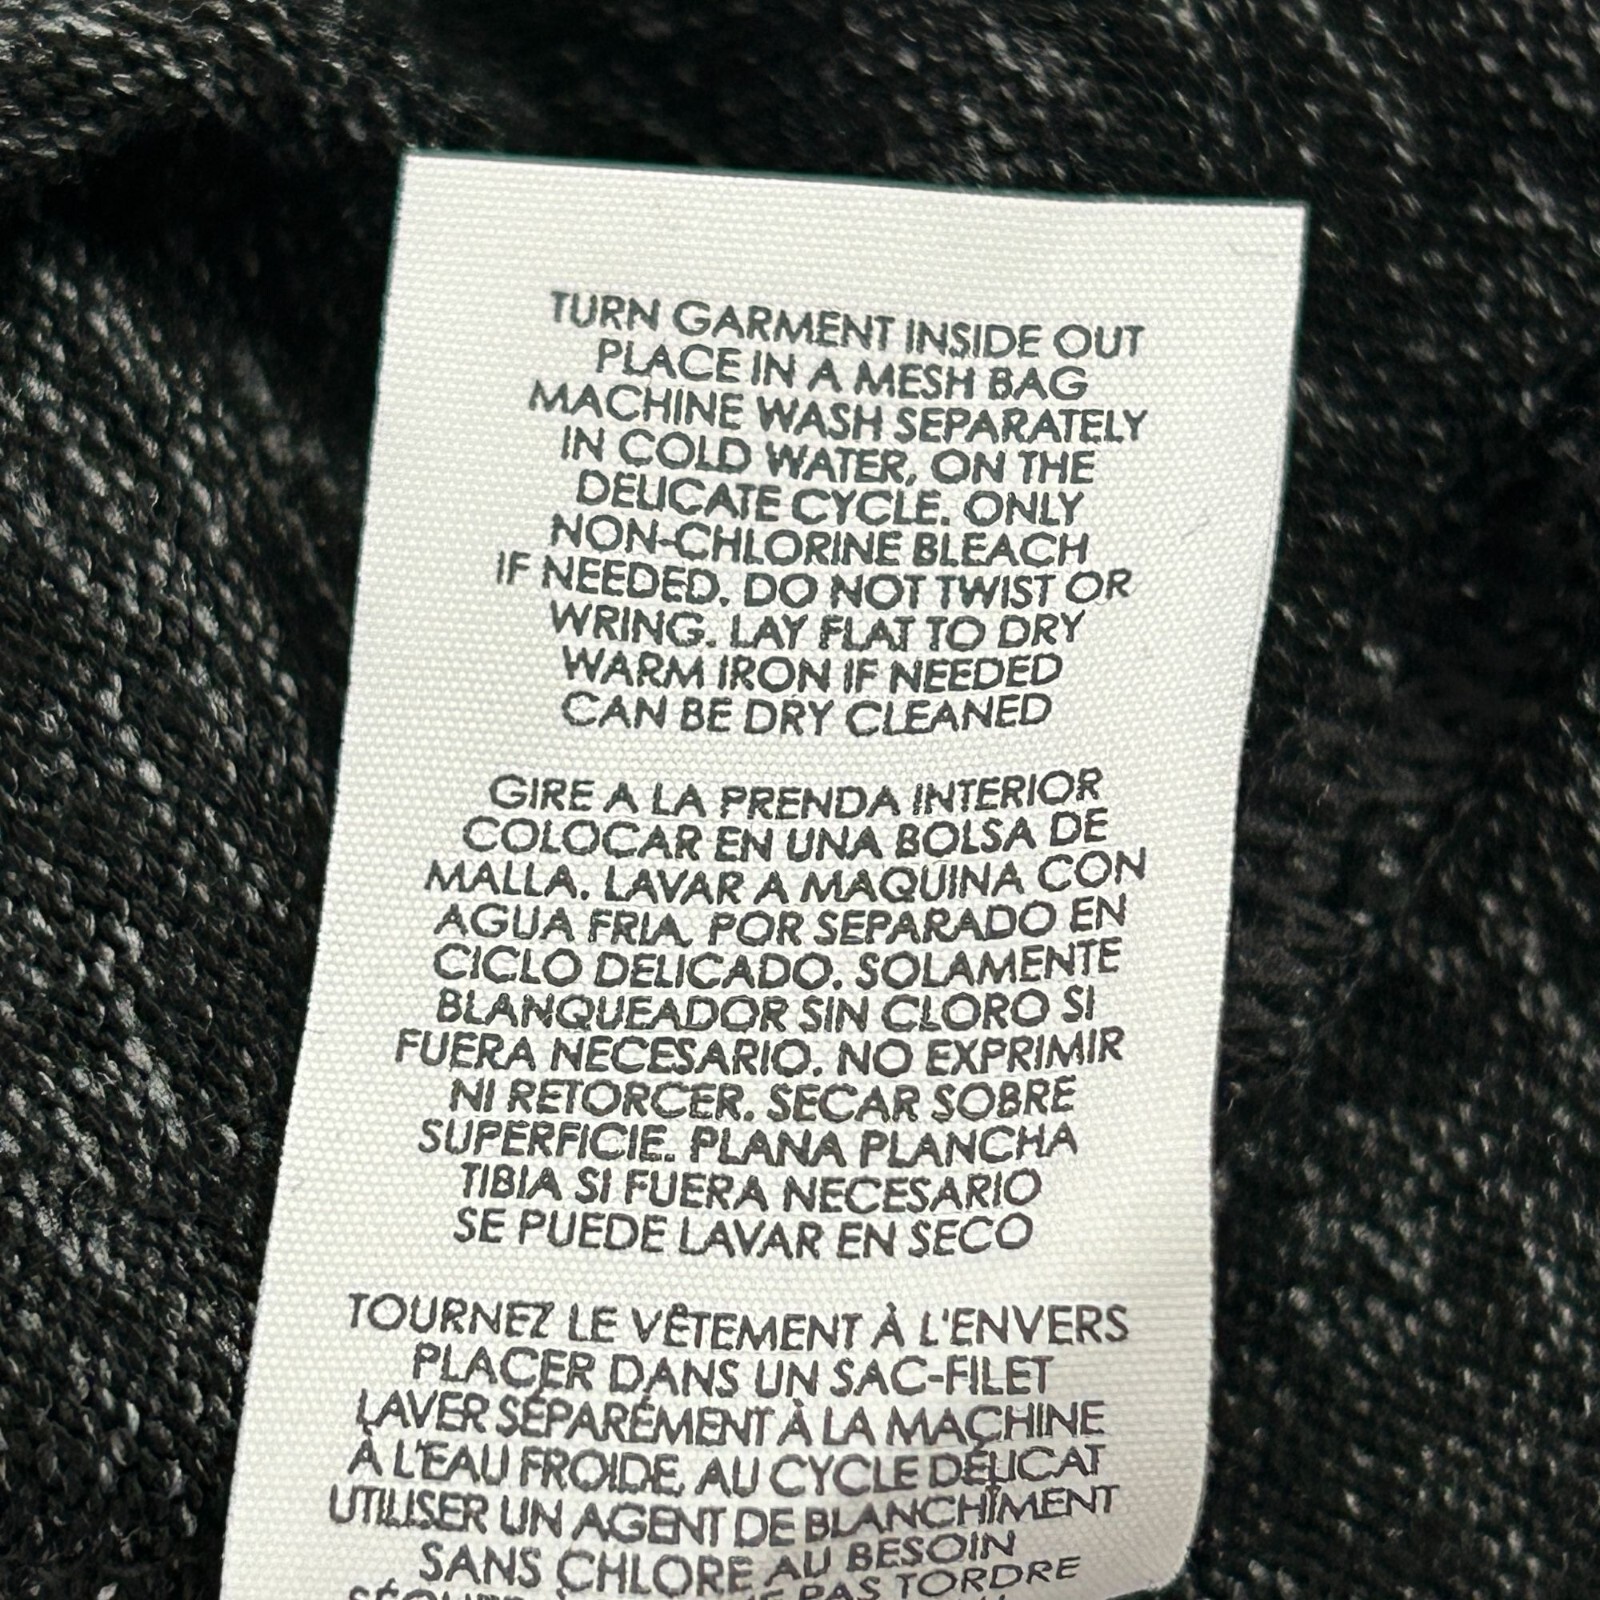 TURN GARMENT INSIDE OUT
PLACE IN A MESH BAG
MACHINE WASH SEPARATELY
IN COLD WATER, ON THE
DELICATE CYCLE. ONLY
NON-CHLORINE BLEACH
IF NEEDED. DO NOT TWIST OR
WRING. LAY FLAT TO DRY
WARM IRON IF NEEDED
CAN BE DRY CLEANED
GIRE A LA PRENDA INTERIOR
COLOCAR EN UNA BOLSA DE
MALLA. LAVAR A MAQUINA CON
AGUA FRIA, POR SEPARADO EN
CICLO DELICADO. SOLAMENTE
BLANQUEADOR SIN CLORO SI
FUERA NECESARIO. NO EXPRIMIR
NI RETORCER. SECAR SOBRE
SUPERFICIE. PLANA PLANCHA
TIBIA SI FUERA NECESARIO
SE PUEDE LAVAR EN SECO
TOURNEZ LE VÊTEMENT À L'ENVERS
PLACER DANS UN SAC-FILET
LAVER SÉPARÉMENT À LA MACHINE
À L'EAU FROIDE, AU CYCLE DÉLICAT
UTILISER UN AGENT DE BLANCHIMENT
SANS CHLORE AU BESOIN
PAS TORDRE